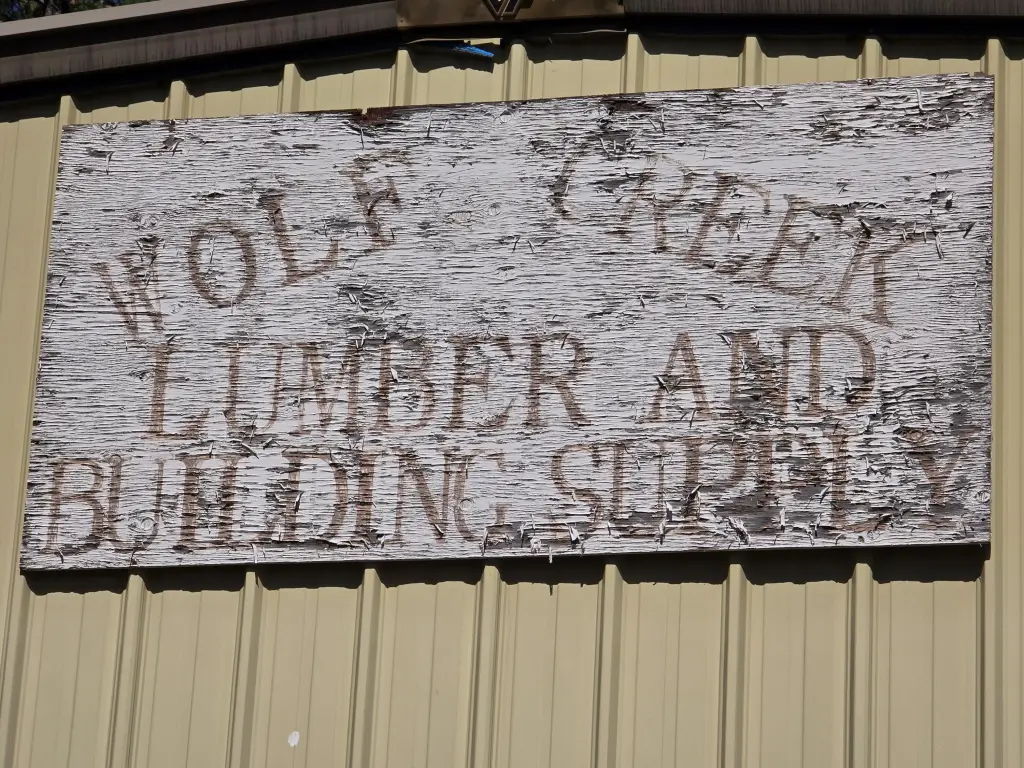 WOLF CREEK
LUMBER AND
BUILDING SUPPLY